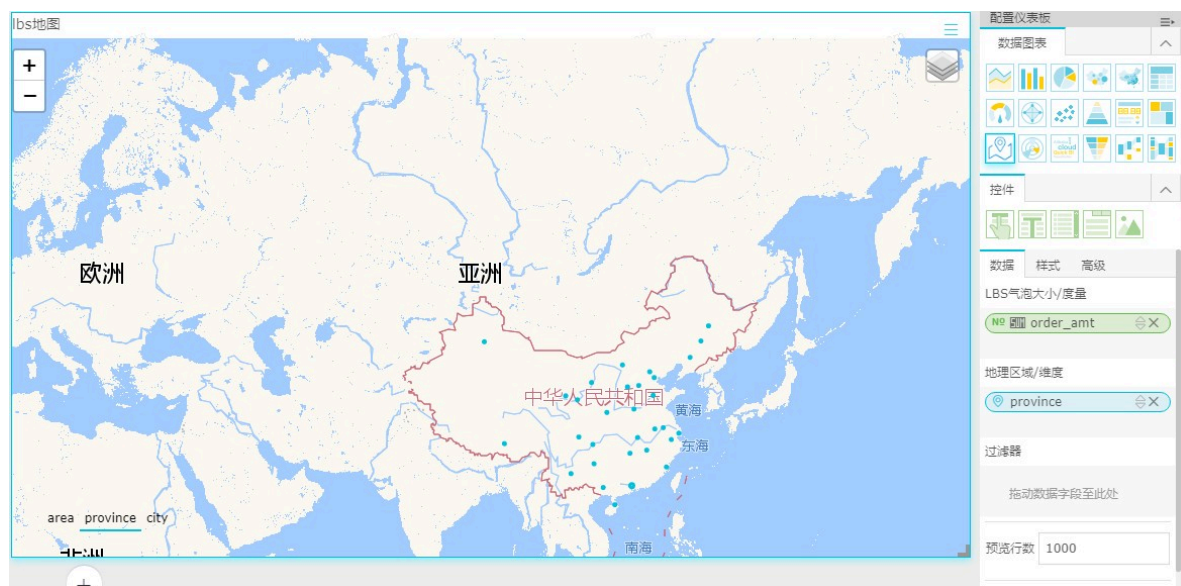 lbs地图
+
−
欧洲
亚洲
中华人民共和国
黄海
东海
南海
area province city
非洲
+
配置仪表板
数据图表
控件
数据 样式 高级
LBS气泡大小/度量
Nº order_amt
地理区域/维度
province
过滤器
拖动数据字段至此处
预览行数 1000